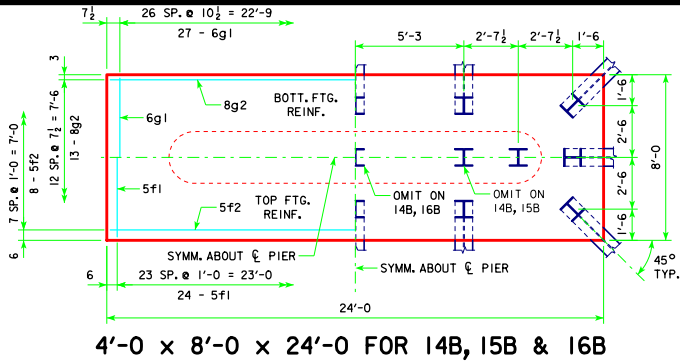 7½
26 SP. @ 10½ = 22'-9
27 - 6g1
5'-3
2'-7½
2'-7½
1'-6
3
12 SP. @ 7½ = 7'-6
13 - 8g2
7 SP @ 1'-0 = 7'-0
8 - 5f2
6
8g2
BOTT. FTG.
REINF.
6g1
5f1
TOP FTG.
REINF.
5f2
OMIT ON
14B, 16B
OMIT ON
14B, 15B
1'-6
2'-6
2'-6
1'-6
8'-0
45°
TYP.
SYMM. ABOUT ℄ PIER
SYMM. ABOUT ℄ PIER
6
23 SP. @ 1'-0 = 23'-0
24 - 5f1
24'-0
4'-0 x 8'-0 x 24'-0 FOR 14B, 15B & 16B